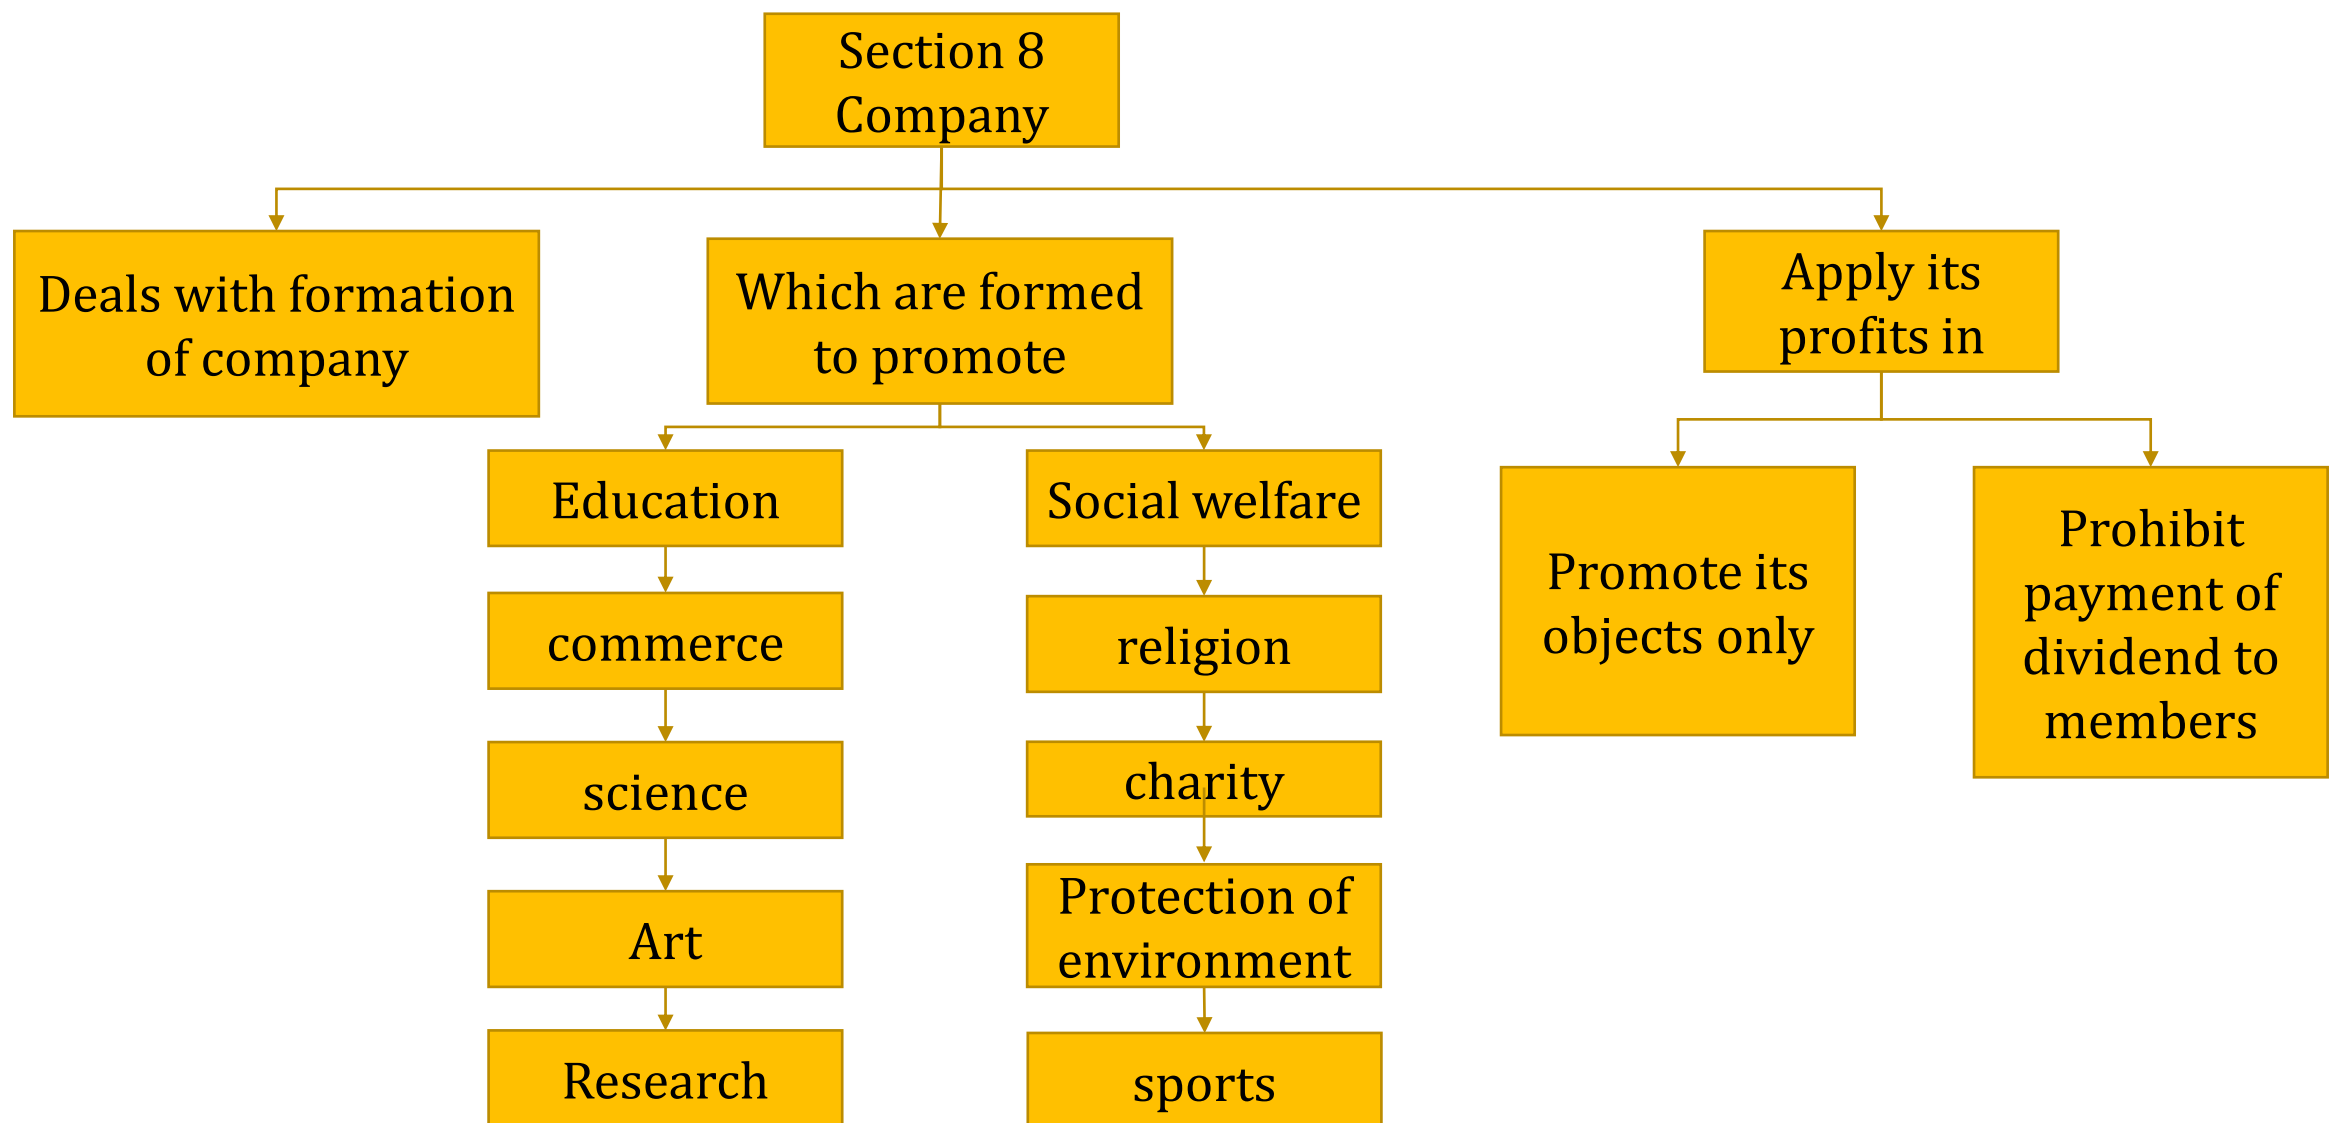 Section 8
Company
Deals with formation
of company
Which are formed
to promote
Apply its
profits in
Education
commerce
science
Art
Research
Social welfare
religion
charity
Protection of
environment
sports
Promote its
objects only
Prohibit
payment of
dividend to
members